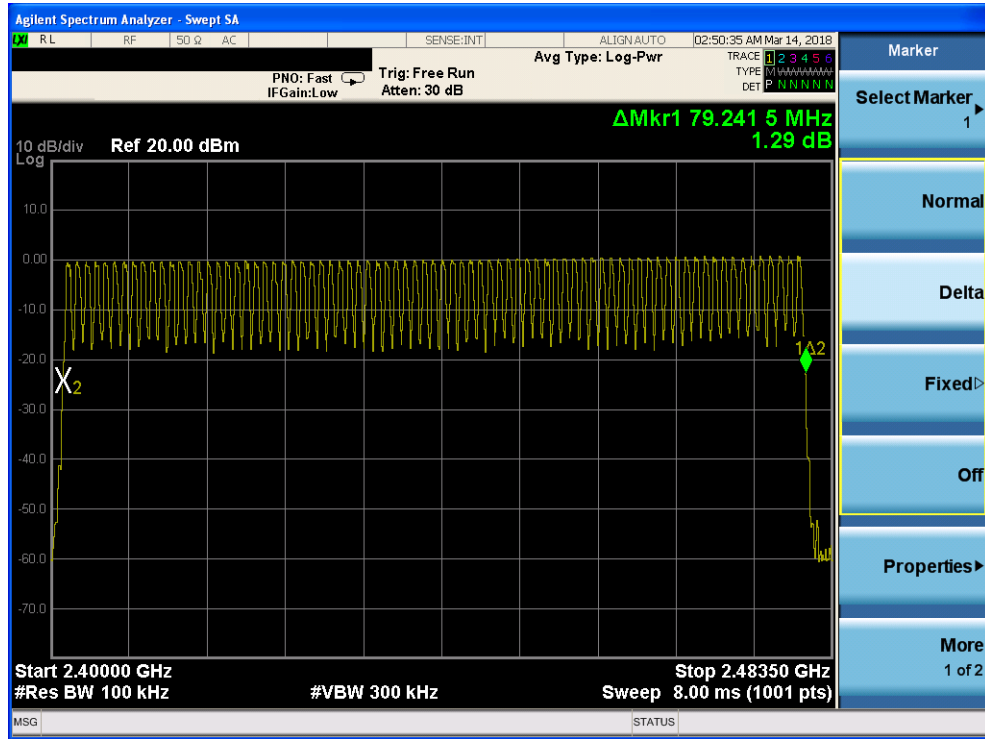 Agilent Spectrum Analyzer - Swept SA
LXI RL RF 50 Ω AC SENSE:INT ALIGNAUTO 02:50:35 AM Mar 14, 2018
Marker
Avg Type: Log-Pwr
TRACE 1 2 3 4 5 6
PNO: Fast Trig: Free Run
TYPE M WWWWW
IFGain:Low Atten: 30 dB
DET P N N N N N
Select Marker
1
ΔMkr1 79.241 5 MHz
1.29 dB
10 dB/div Ref 20.00 dBm
Log
10.0
0.00
-10.0
-20.0
-30.0
-40.0
-50.0
-60.0
-70.0
1Δ2
X2
Normal
Delta
Fixed
Off
Properties
More
1 of 2
Start 2.40000 GHz Stop 2.48350 GHz
#Res BW 100 kHz #VBW 300 kHz Sweep 8.00 ms (1001 pts)
MSG STATUS